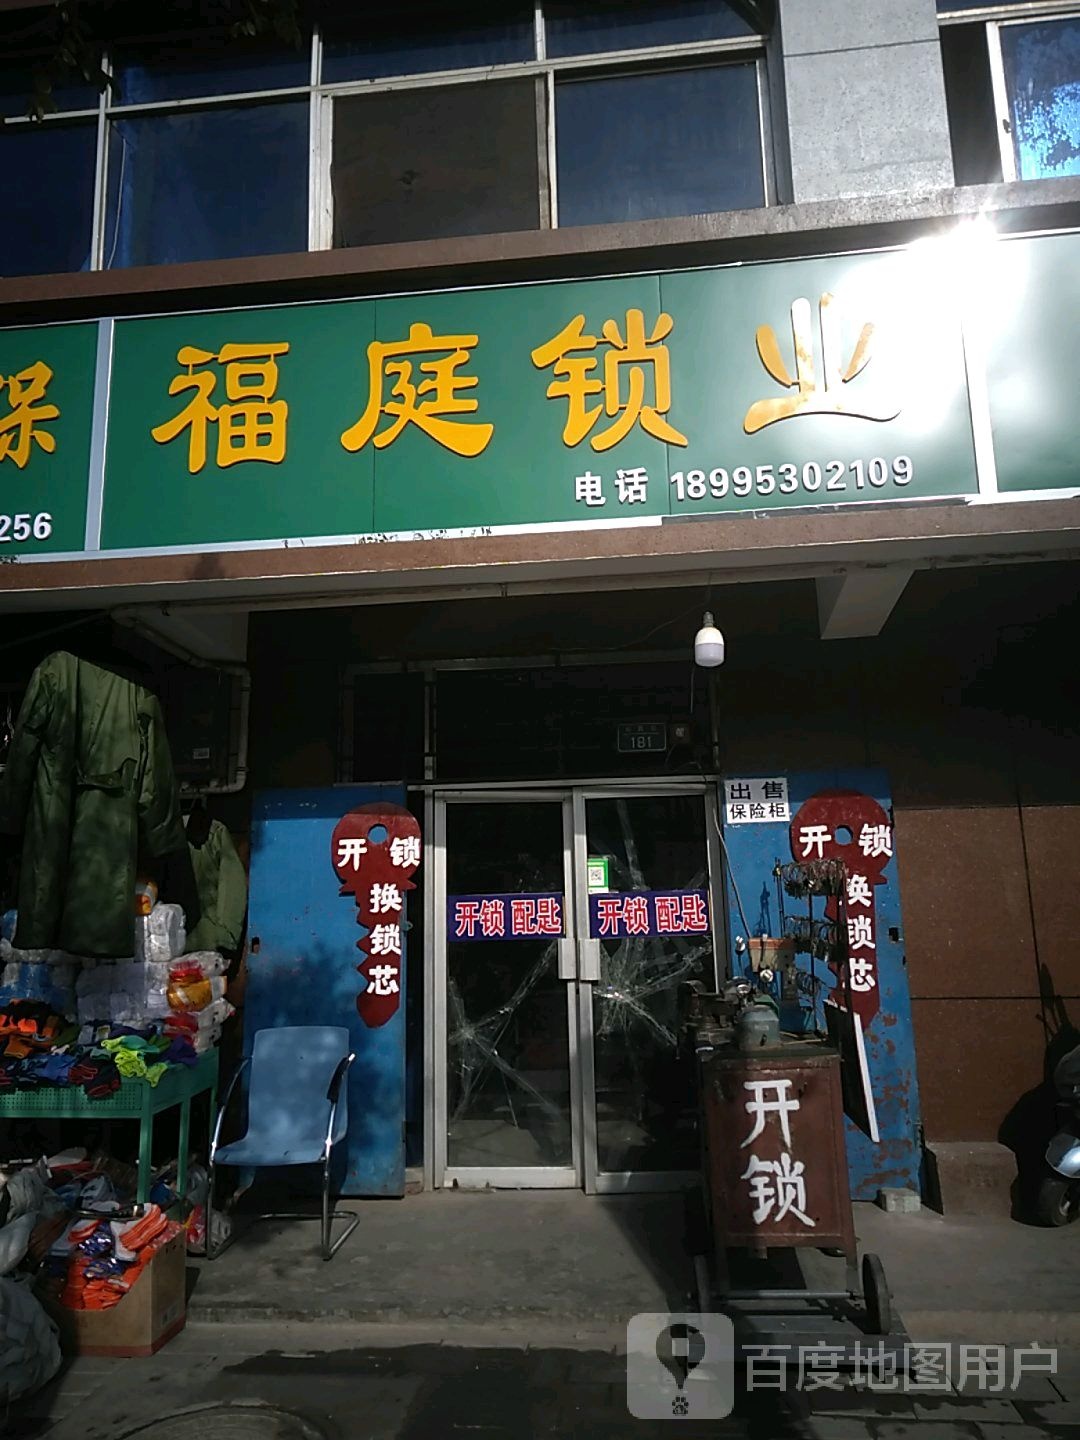 保
256
福庭锁业
电话 18995302109
181
出售
保险柜
开锁
换
锁
芯
开锁 配匙
开锁 配匙
开锁
换
锁
芯
开
锁
百度地图用户